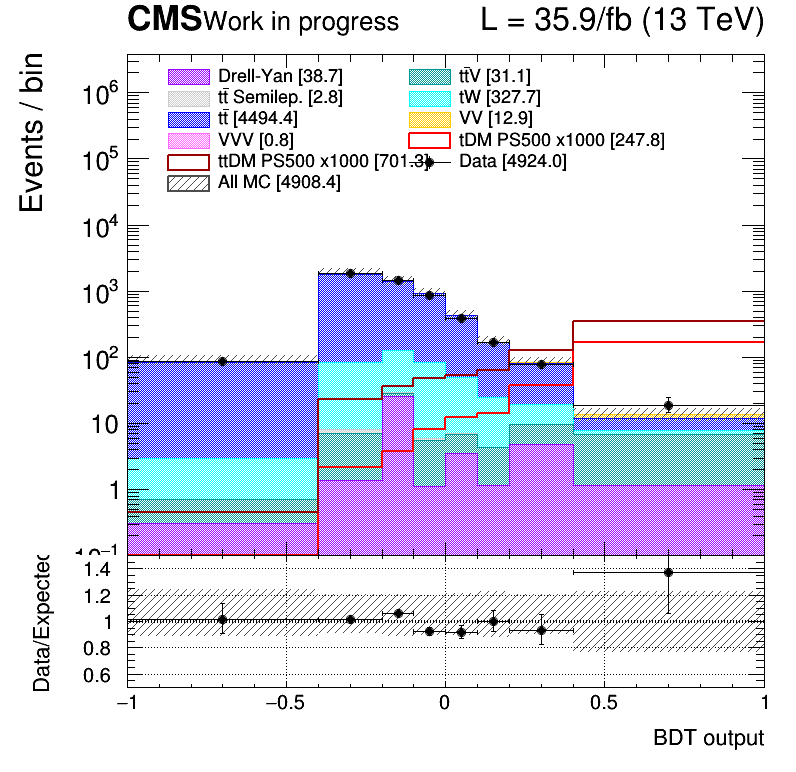 CMS Work in progress L = 35.9/fb (13 TeV)
Events / bin
Drell-Yan [38.7] tt̄V [31.1]
tt̄ Semilep. [2.8] tW [327.7]
tt̄ [4494.4] VV [12.9]
VVV [0.8] tDM PS500 x1000 [247.8]
ttDM PS500 x1000 [701.3] Data [4924.0]
All MC [4908.4]
10⁶
10⁵
10⁴
10³
10²
10
1
10⁻¹
Data/Expected
1.4
1.2
1
0.8
0.6
−1 −0.5 0 0.5 1
BDT output